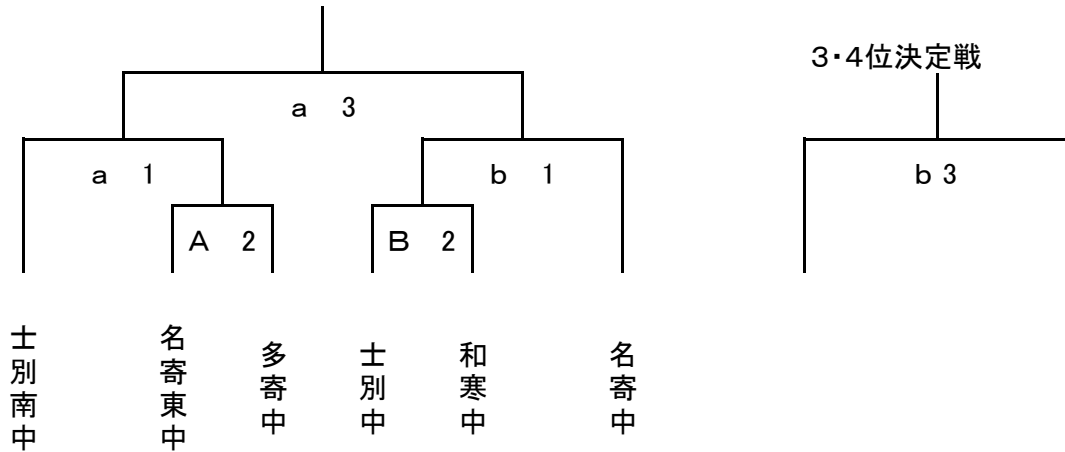 3・4位決定戦
a 3
a 1
b 1
b 3
A 2
B 2
士別南中
名寄東中
多寄中
士別中
和寒中
名寄中